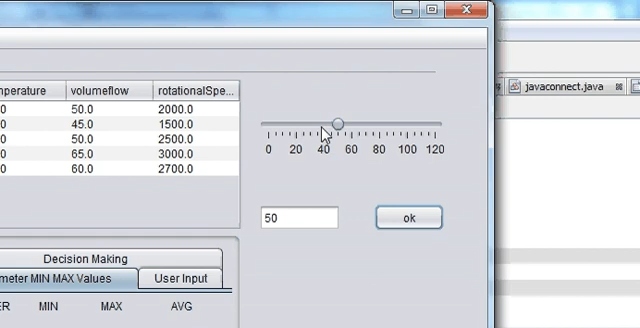 javaconnect.java
mperature volumeflow rotationalSpe...
.0 50.0 2000.0
.0 45.0 1500.0
.0 50.0 2500.0
.0 65.0 3000.0
.0 60.0 2700.0
0 20 40 60 80 100 120
50 ok
Decision Making
meter MIN MAX Values User Input
ER MIN MAX AVG